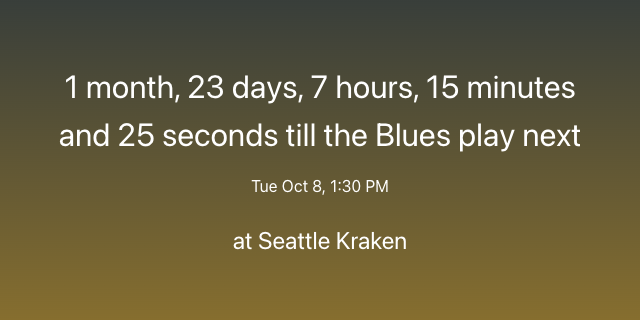 1 month, 23 days, 7 hours, 15 minutes
and 25 seconds till the Blues play next
Tue Oct 8, 1:30 PM
at Seattle Kraken